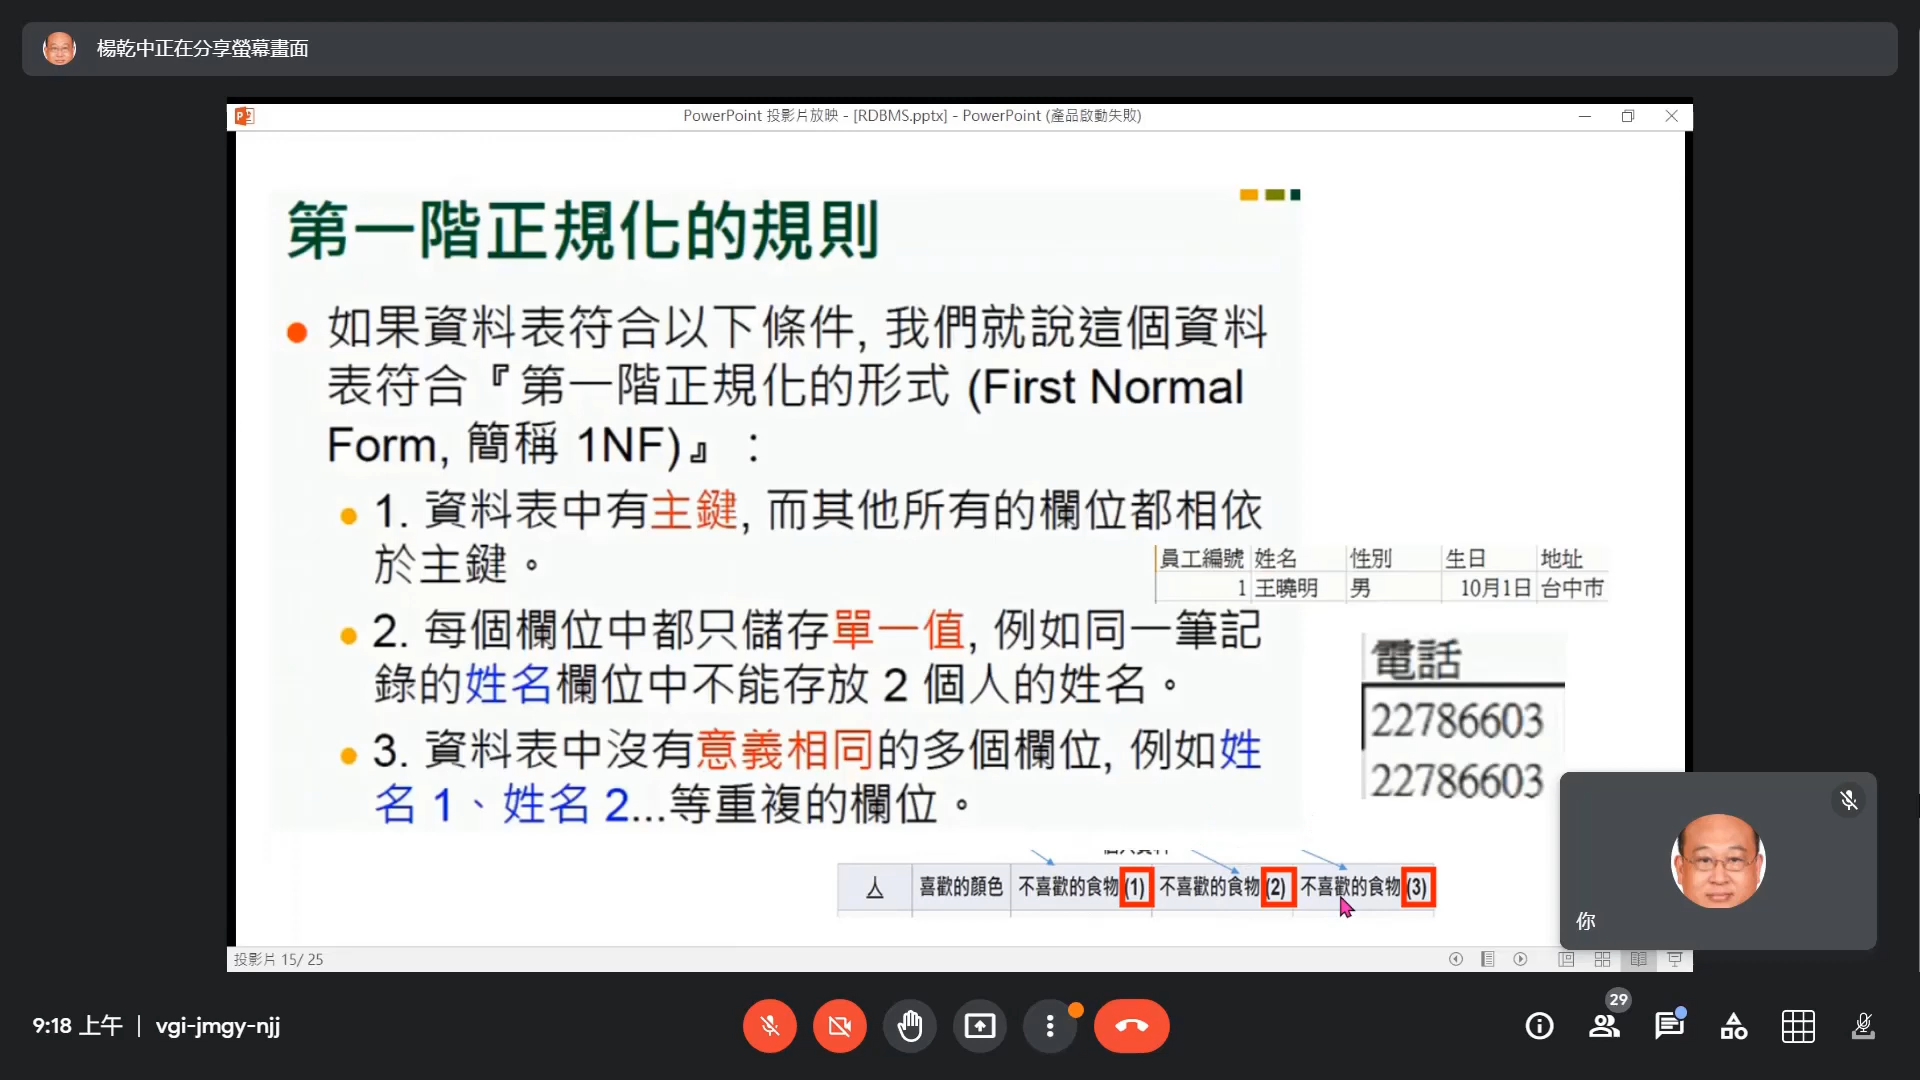 楊乾中正在分享螢幕畫面
PowerPoint 投影片放映 - [RDBMS.pptx] - PowerPoint (產品啟動失敗)
第一階正規化的規則
如果資料表符合以下條件, 我們就說這個資料
表符合『第一階正規化的形式 (First Normal
Form, 簡稱 1NF)』：
1. 資料表中有主鍵, 而其他所有的欄位都相依
於主鍵。
2. 每個欄位中都只儲存單一值, 例如同一筆記
錄的姓名欄位中不能存放 2 個人的姓名。
3. 資料表中沒有意義相同的多個欄位, 例如姓
名 1、姓名 2...等重複的欄位。
員工編號 姓名 性別 生日 地址
1 王曉明 男 10月1日 台中市
電話
22786603
22786603
人 喜歡的顏色 不喜歡的食物 (1) 不喜歡的食物 (2) 不喜歡的食物 (3)
你
投影片 15/ 25
9:18 上午 | vgi-jmgy-njj
29